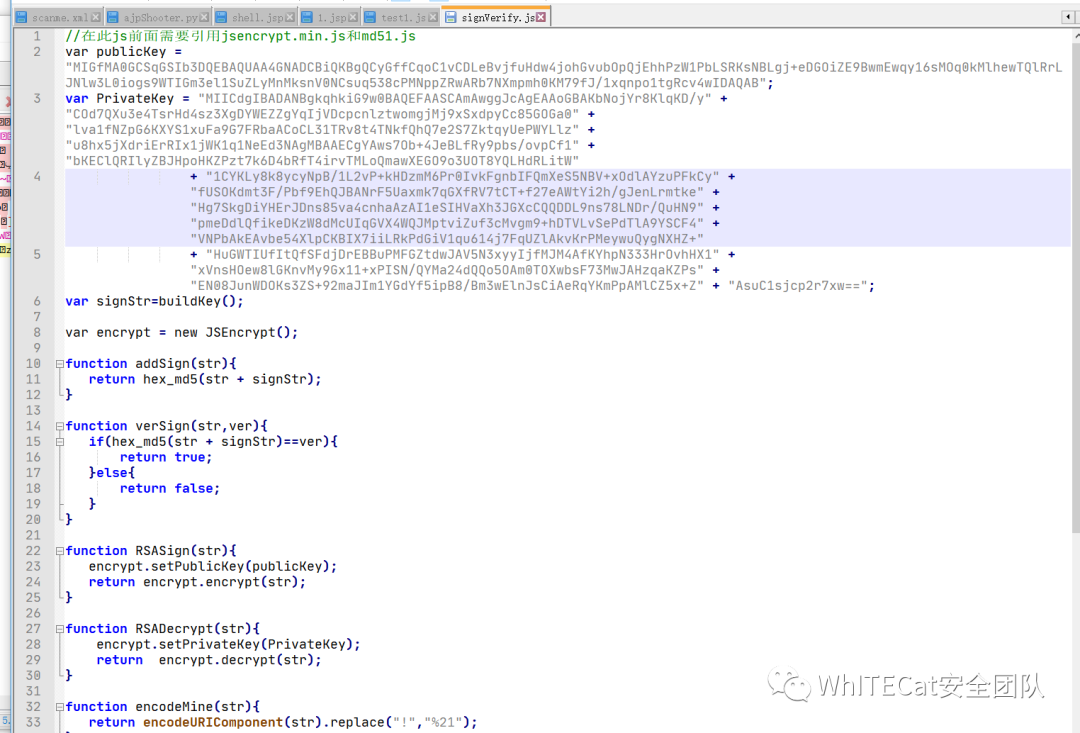 scanme.xml ajpShooter.py shell.jsp 1.jsp test1.js signVerify.js
1 //在此js前面需要引用jsencrypt.min.js和md51.js
2 var publicKey =
"MIGfMA0GCSqGSIb3DQEBAQUAA4GNADCBiQKBgQCyGffCqoC1vCDLeBvjfuHdw4johGvubOpQjEhhPzW1PbLSRKsNBLgj+eDGOiZE9BwmEwqy16sMOq0kMlhewTQlRrL
JNlw3L0iogs9WTIGm3el1SuZLyMnMksnV0NCsuq538cPMNppZRwARb7NXmpmh0KM79fJ/1xqnpo1tgRcv4wIDAQAB";
3 var PrivateKey = "MIICdgIBADANBgkqhkiG9w0BAQEFAASCAmAwggJcAgEAAoGBAKbNojYr8KlqKD/y" +
"COd7QXu3e4TsrHd4sz3XgDYWEZZgYqIjVDcpcnlztwomgjMj9xSxdpyCc85GOGa0" +
"lva1fNZpG6KXYS1xuFa9G7FRbaACoCL31TRv8t4TNkfQhQ7e2S7ZktqyUePWYLlz" +
"u8hx5jXdriErRIx1jWK1q1NeEd3NAgMBAAECgYAws7Ob+4JeBLfRy9pbs/ovpCf1" +
"bKEClQRIlyZBJHpoHKZPzt7k6D4bRfT4irvTMLoQmawXEGO9o3UOT8YQLHdRLitW"
4 + "1CYKLy8k8ycyNpB/1L2vP+kHDzmM6Pr0IvkFgnbIFQmXeS5NBV+xOdlAYzuPFkCy" +
"fUSOKdmt3F/Pbf9EhQJBANrF5Uaxmk7qGXfRV7tCT+f27eAWtYi2h/gJenLrmtke" +
"Hg7SkgDiYHErJDns85va4cnhaAzAI1eSIHVaXh3JGXcCQQDDL9ns78LNDr/QuHN9" +
"pmeDdlQfikeDKzW8dMcUIqGVX4WQJMptviZuf3cMvgm9+hDTVLvSePdTlA9YSCF4" +
"VNPbAkEAvbe54XlpCKBIX7iiLRkPdGiV1qu614j7FqUZlAkvKrPMeywuQygNXHZ+"
5 + "HuGWTIUfItQfSFdjDrEBBuPMFGZtdwJAV5N3xyyIjfMJM4AfKYhpN333HrOvhHX1" +
"xVnsHOew8lGKnvMy9Gx11+xPISN/QYMa24dQQo5OAm0TOXwbsF73MwJAHzqaKZPs" +
"EN08JunWDOKs3ZS+92maJIm1YGdYf5ipB8/Bm3wElnJsCiAeRqYKmPpAMlCZ5x+Z" + "AsuC1sjcp2r7xw==";
6 var signStr=buildKey();
7
8 var encrypt = new JSEncrypt();
9
10 function addSign(str){
11 return hex_md5(str + signStr);
12 }
13
14 function verSign(str,ver){
15 if(hex_md5(str + signStr)==ver){
16 return true;
17 }else{
18 return false;
19 }
20 }
21
22 function RSASign(str){
23 encrypt.setPublicKey(publicKey);
24 return encrypt.encrypt(str);
25 }
26
27 function RSADecrypt(str){
28 encrypt.setPrivateKey(PrivateKey);
29 return encrypt.decrypt(str);
30 }
31
32 function encodeMine(str){
33 return encodeURIComponent(str).replace("!","%21");
WhITECat安全团队